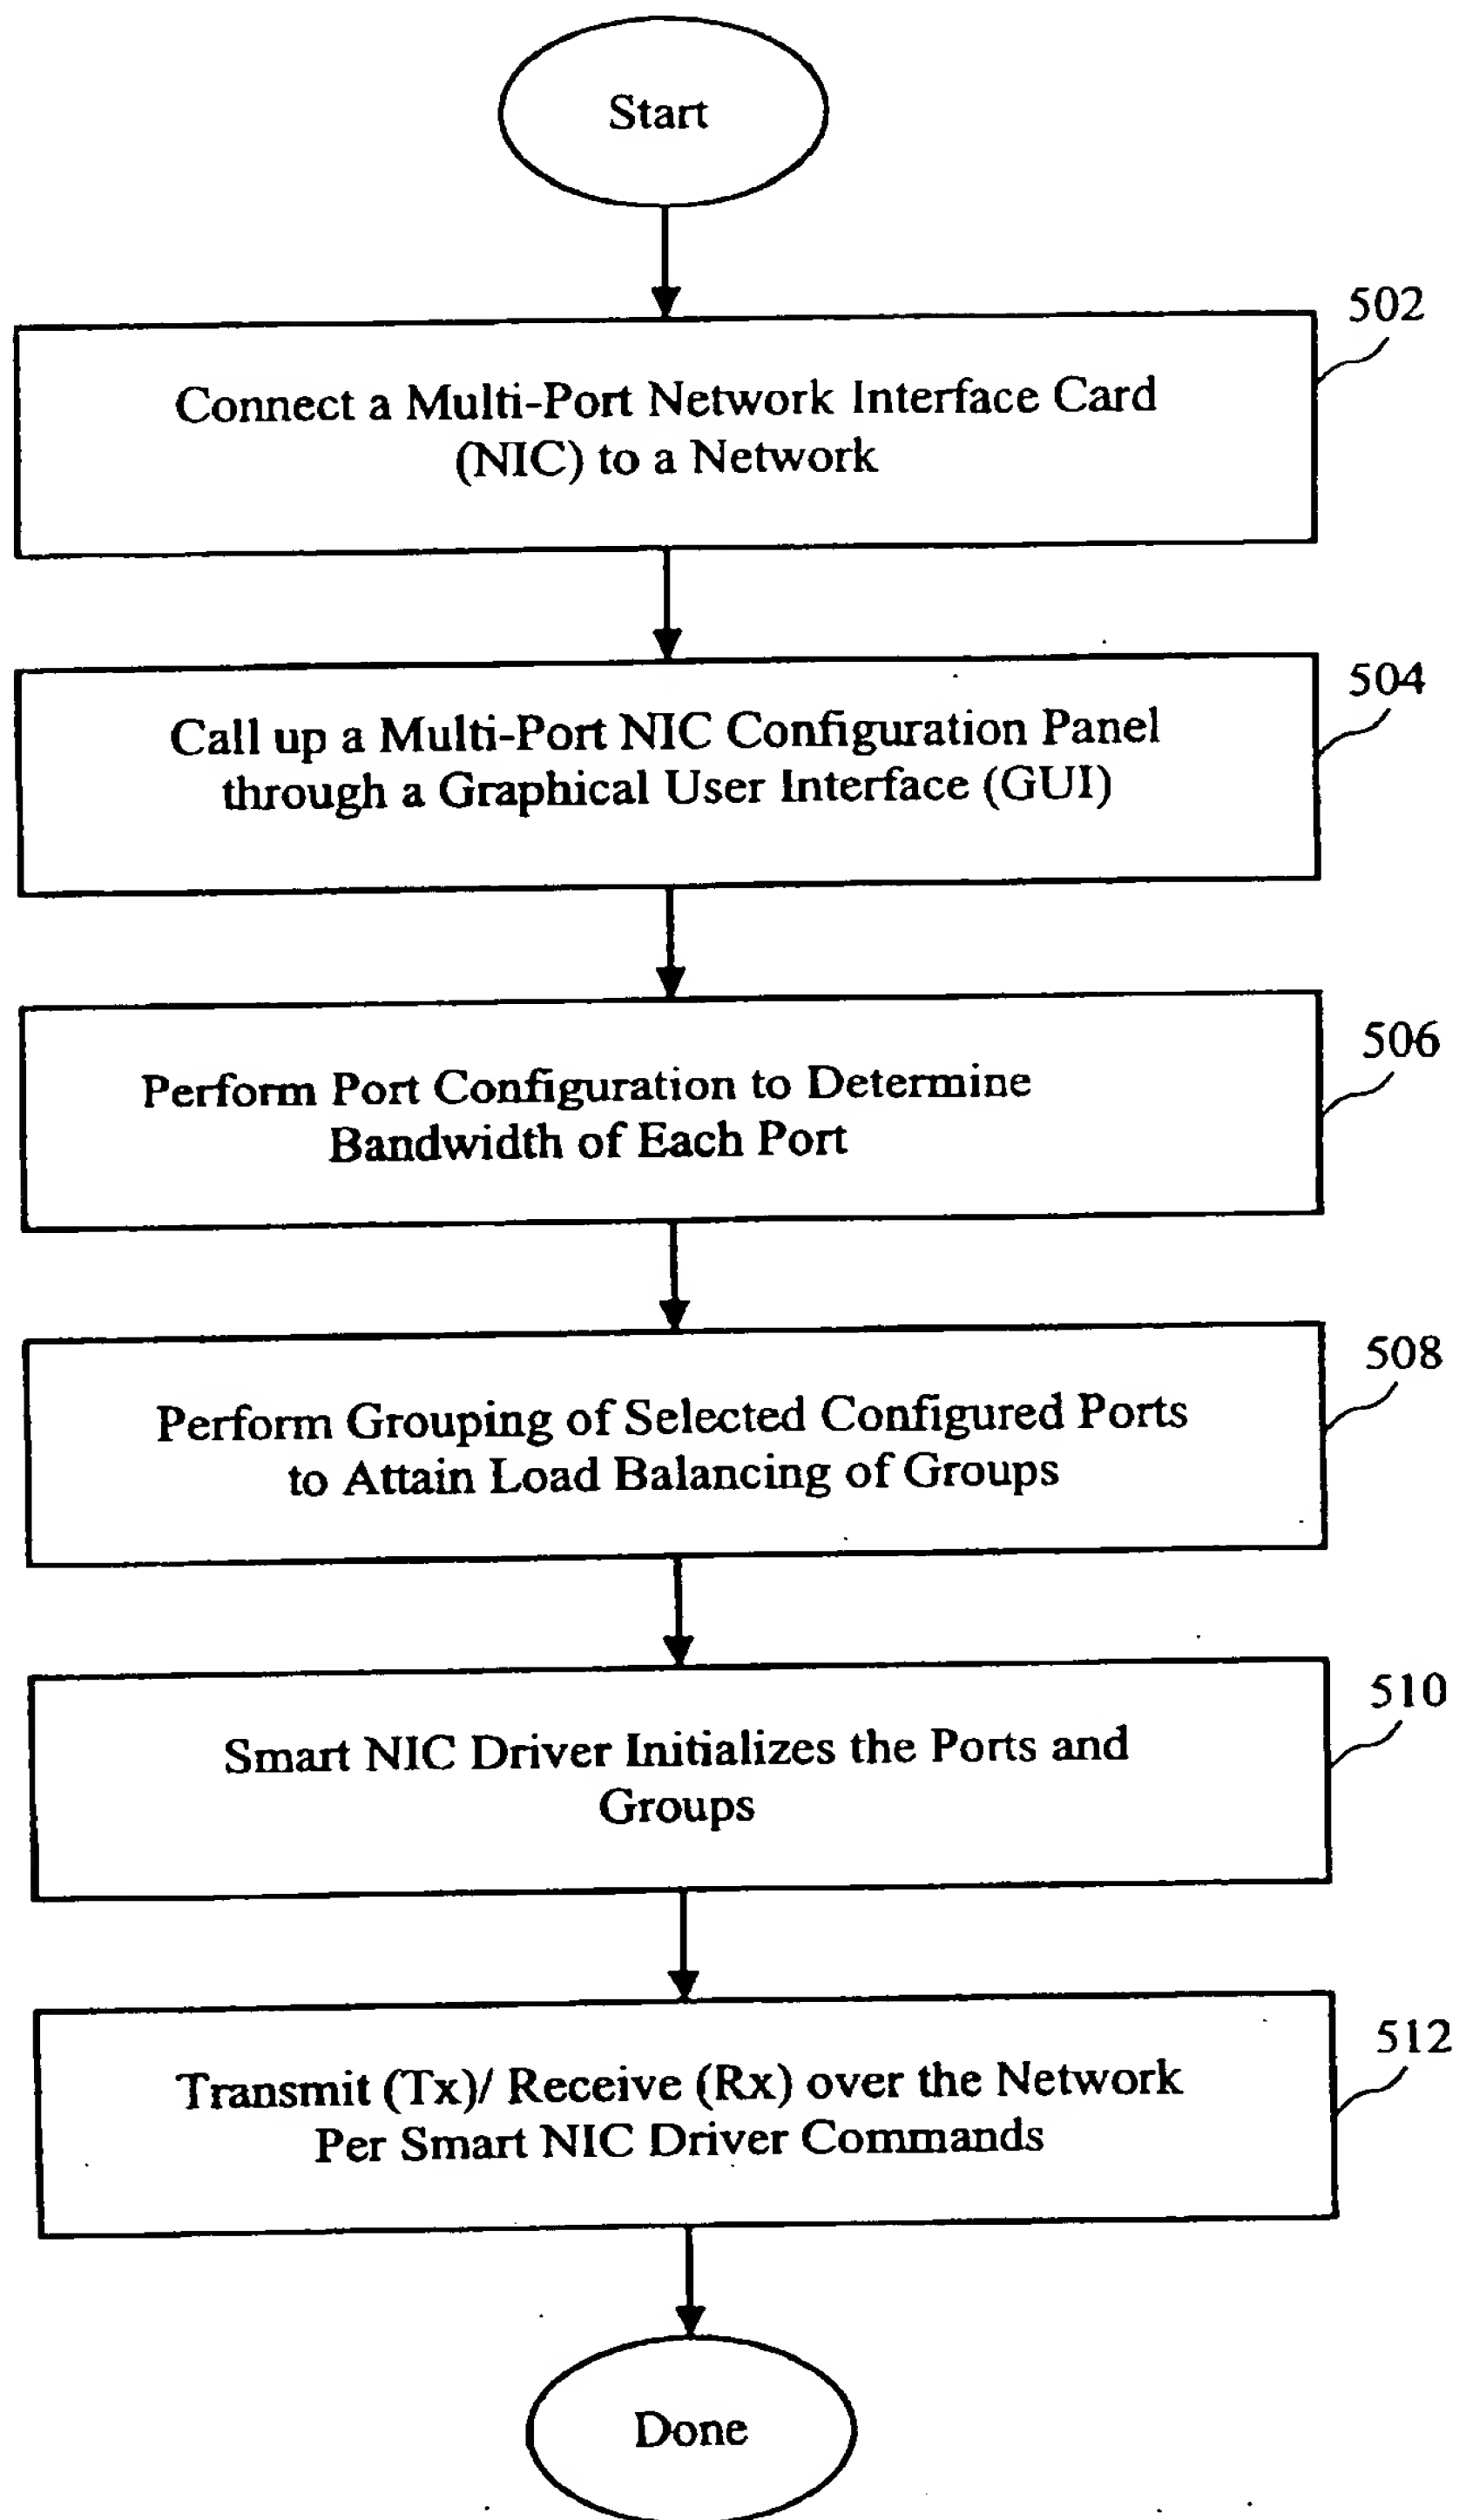 Start
502
Connect a Multi-Port Network Interface Card
(NIC) to a Network
504
Call up a Multi-Port NIC Configuration Panel
through a Graphical User Interface (GUI)
506
Perform Port Configuration to Determine
Bandwidth of Each Port
508
Perform Grouping of Selected Configured Ports
to Attain Load Balancing of Groups
510
Smart NIC Driver Initializes the Ports and
Groups
512
Transmit (Tx)/ Receive (Rx) over the Network
Per Smart NIC Driver Commands
Done